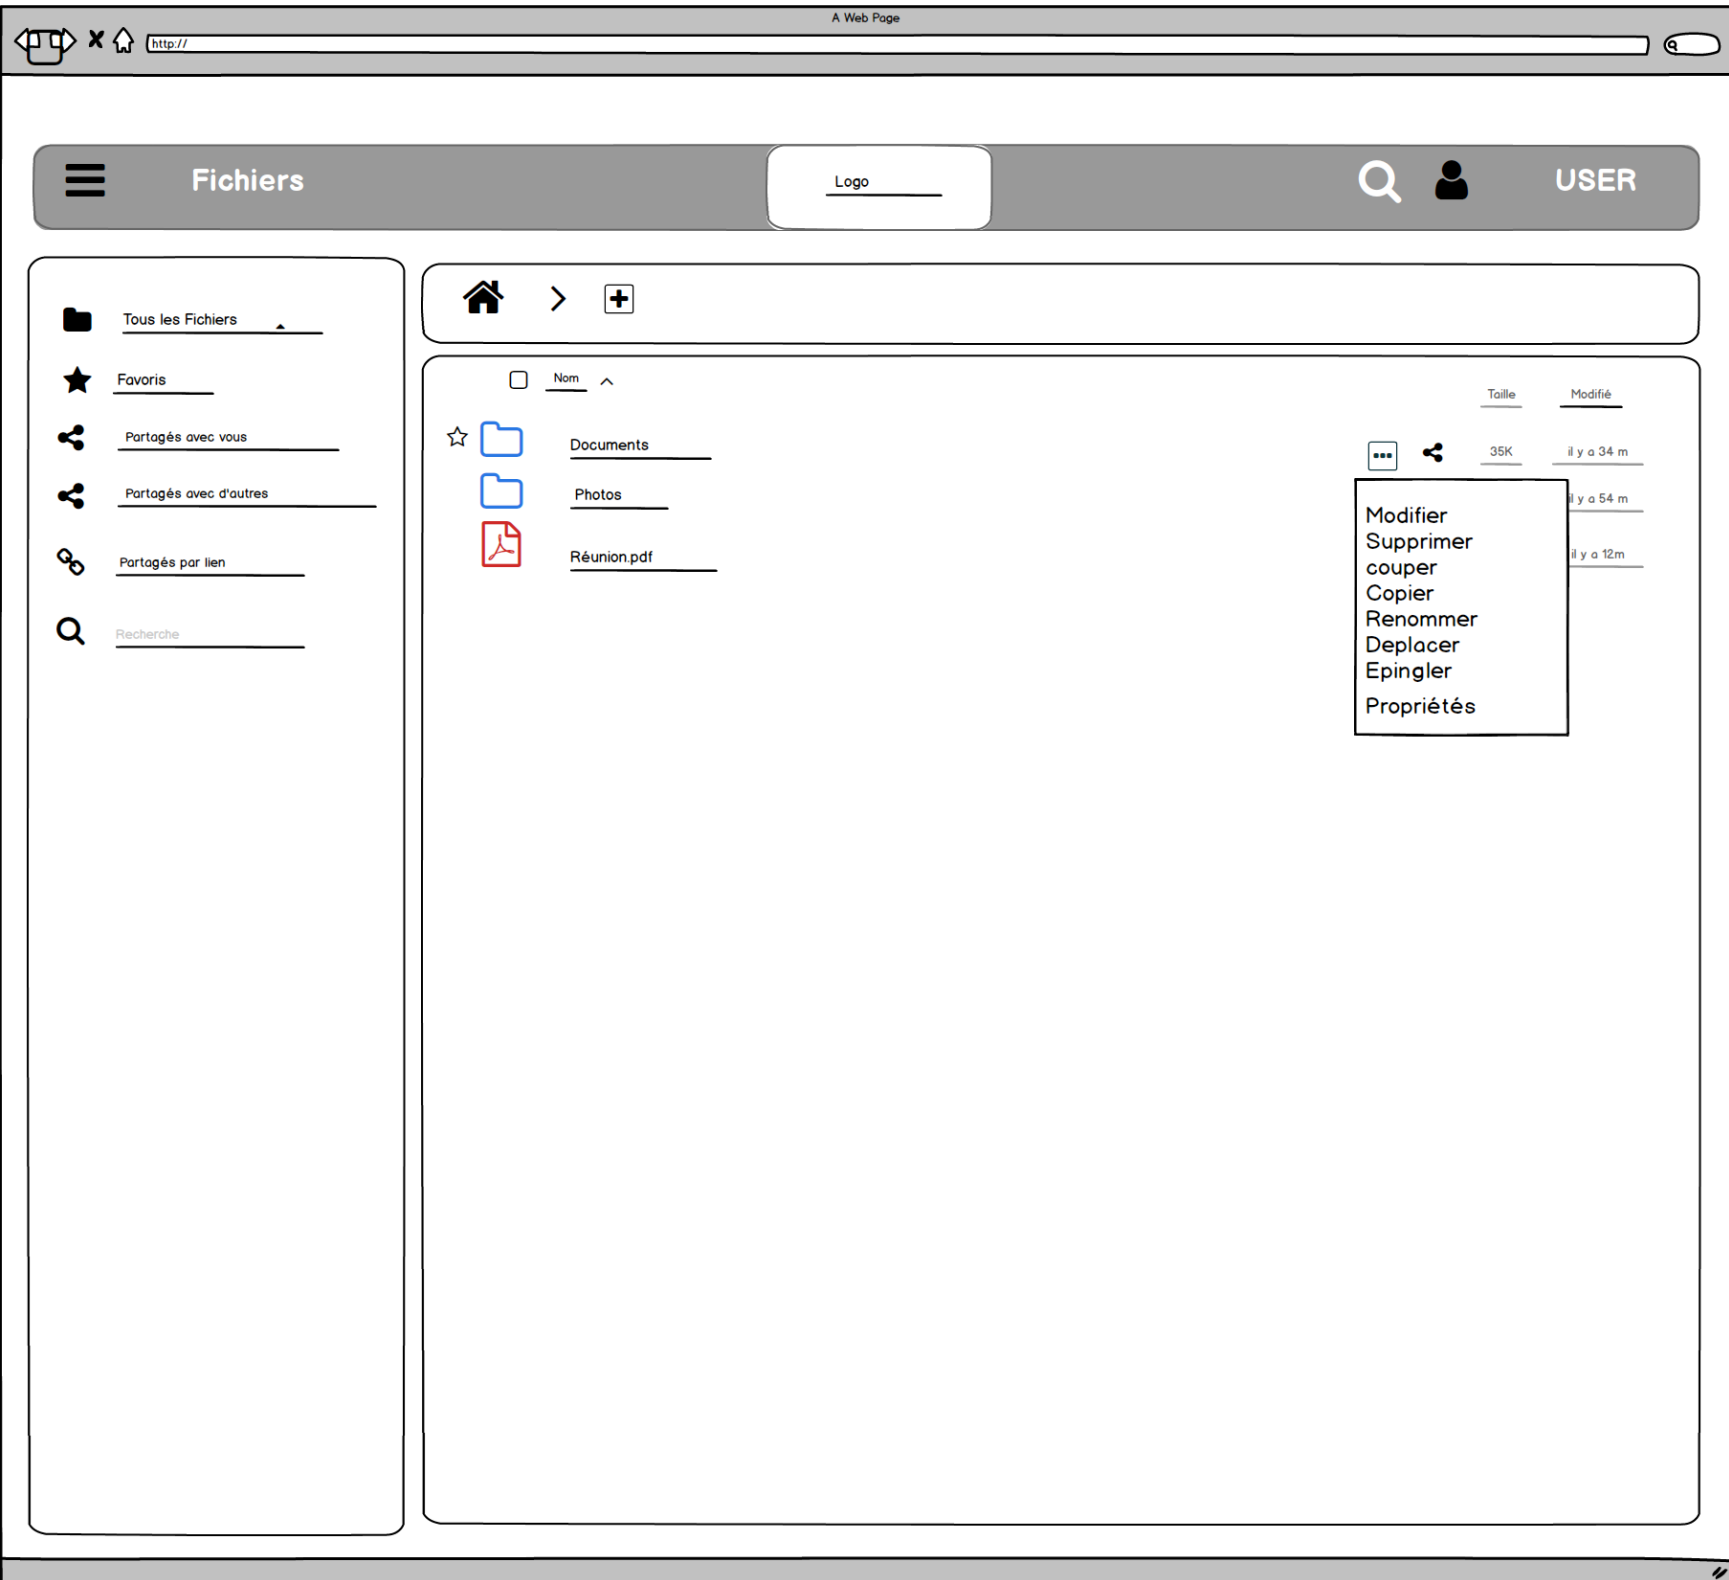 A Web Page
http://
Fichiers
Logo
USER
Tous les Fichiers
Favoris
Partagés avec vous
Partagés avec d'autres
Partagés par lien
Recherche
Nom
Taille
Modifié
Documents
35K
il y a 34 m
Photos
il y a 54 m
Réunion.pdf
il y a 12m
Modifier
Supprimer
couper
Copier
Renommer
Deplacer
Epingler
Propriétés